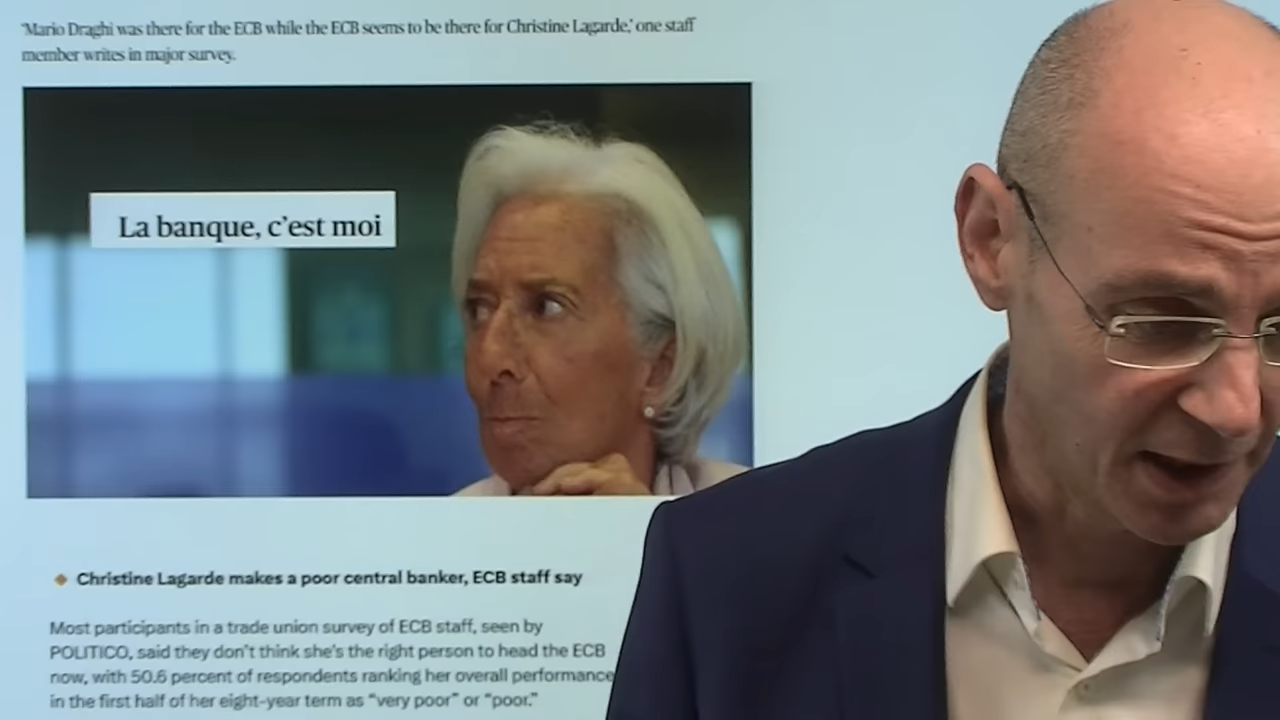 'Mario Draghi was there for the ECB while the ECB seems to be there for Christine Lagarde,' one staff
member writes in major survey.
La banque, c'est moi
Christine Lagarde makes a poor central banker, ECB staff say
Most participants in a trade union survey of ECB staff, seen by
POLITICO, said they don't think she's the right person to head the ECB
now, with 50.6 percent of respondents ranking her overall performance
in the first half of her eight-year term as "very poor" or "poor."